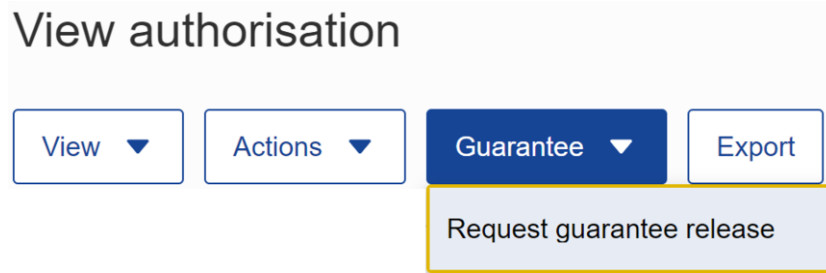 View authorisation
View Actions Guarantee Export
Request guarantee release